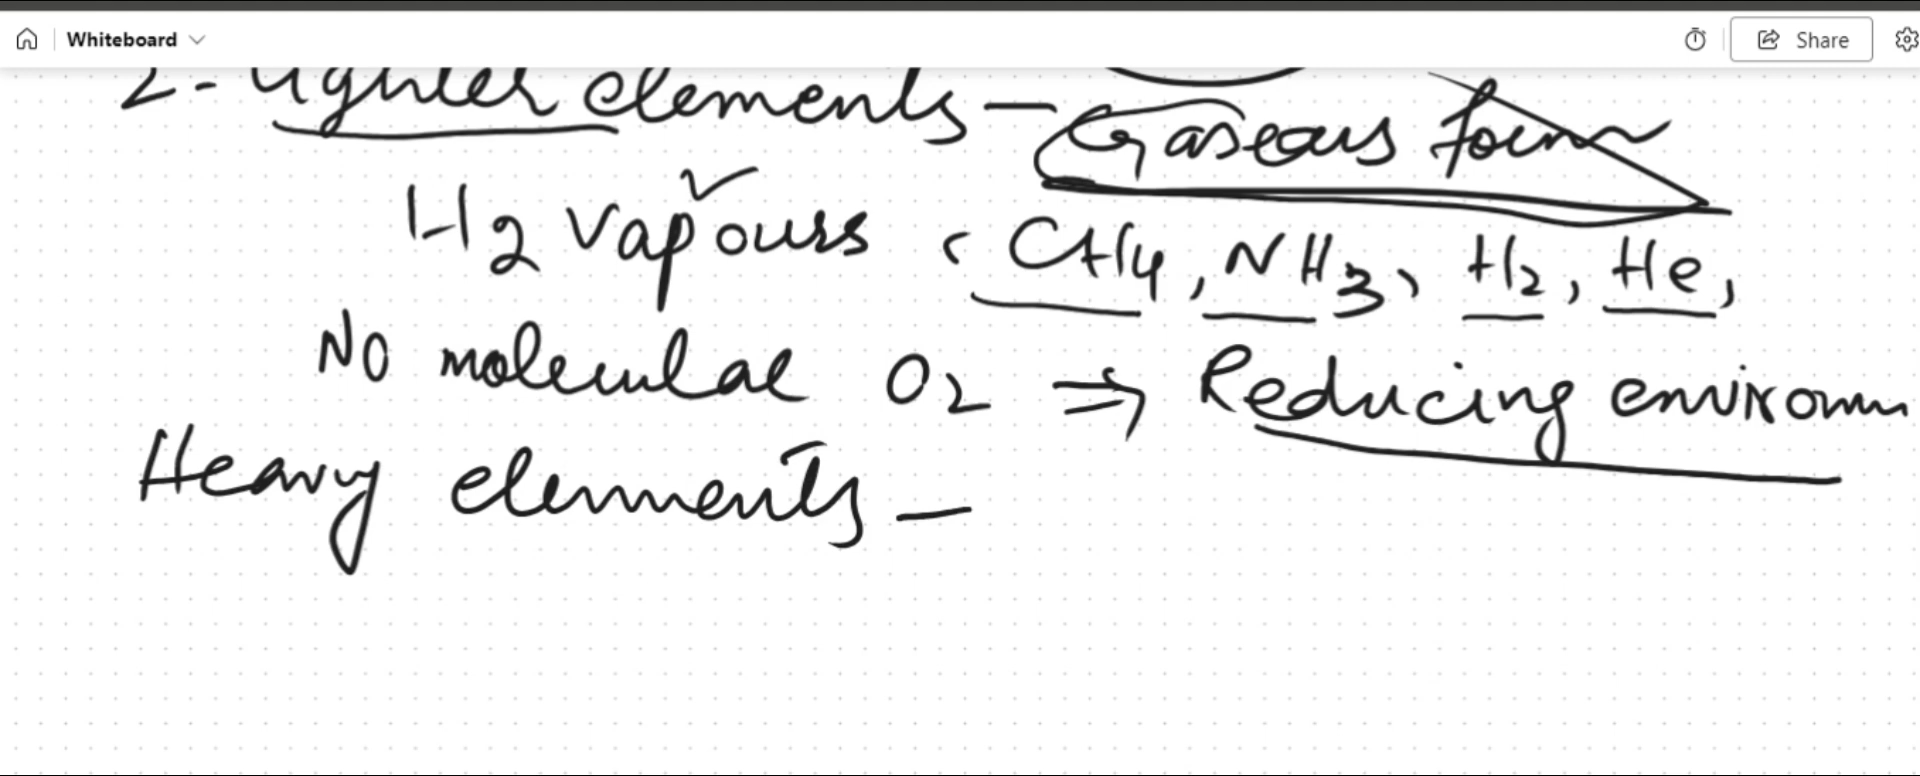 Whiteboard
Share
2- Lighter elements — Gaseous form
H2 vapours, CH4, NH3, H2, He,
No molecular O2 ⇒ Reducing environm
Heavy elements —